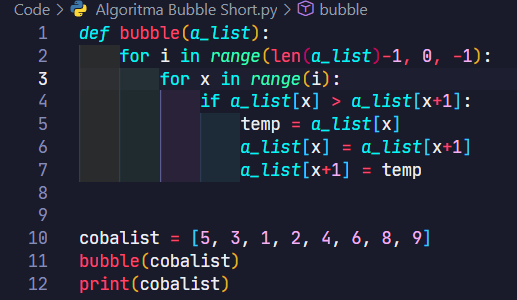 Code > Algoritma Bubble Short.py > bubble
1 def bubble(a_list):
2     for i in range(len(a_list)-1, 0, -1):
3         for x in range(i):
4             if a_list[x] > a_list[x+1]:
5                 temp = a_list[x]
6                 a_list[x] = a_list[x+1]
7                 a_list[x+1] = temp
8
9
10 cobalist = [5, 3, 1, 2, 4, 6, 8, 9]
11 bubble(cobalist)
12 print(cobalist)